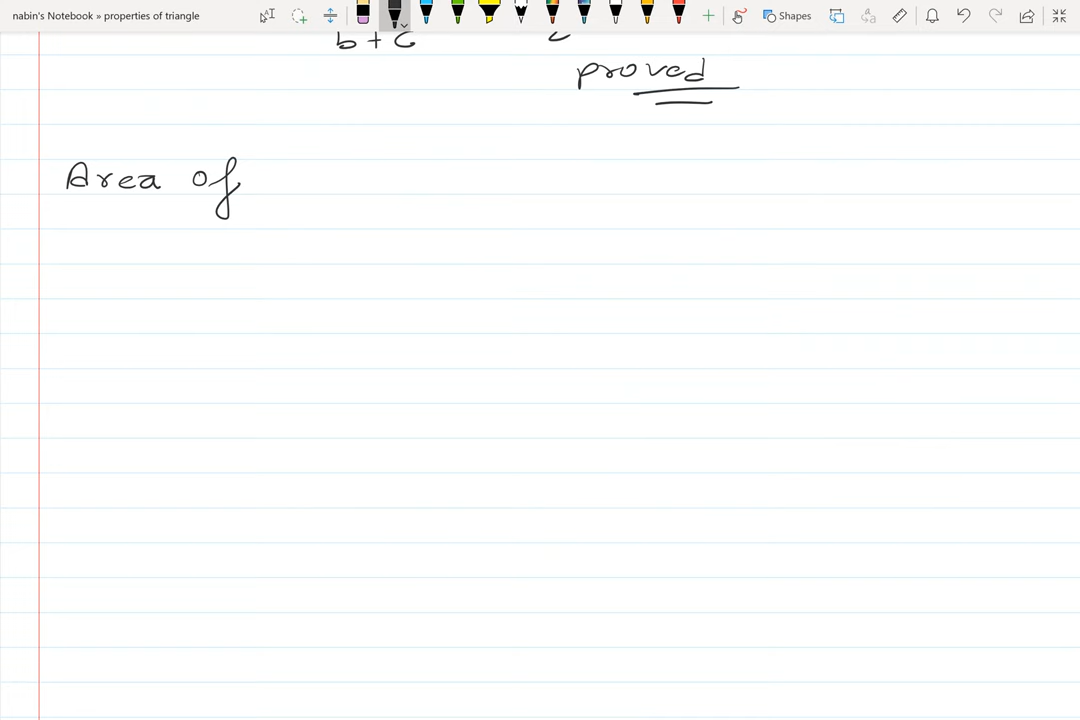 nabin's Notebook » properties of triangle
Shapes
b + c
proved
Area of